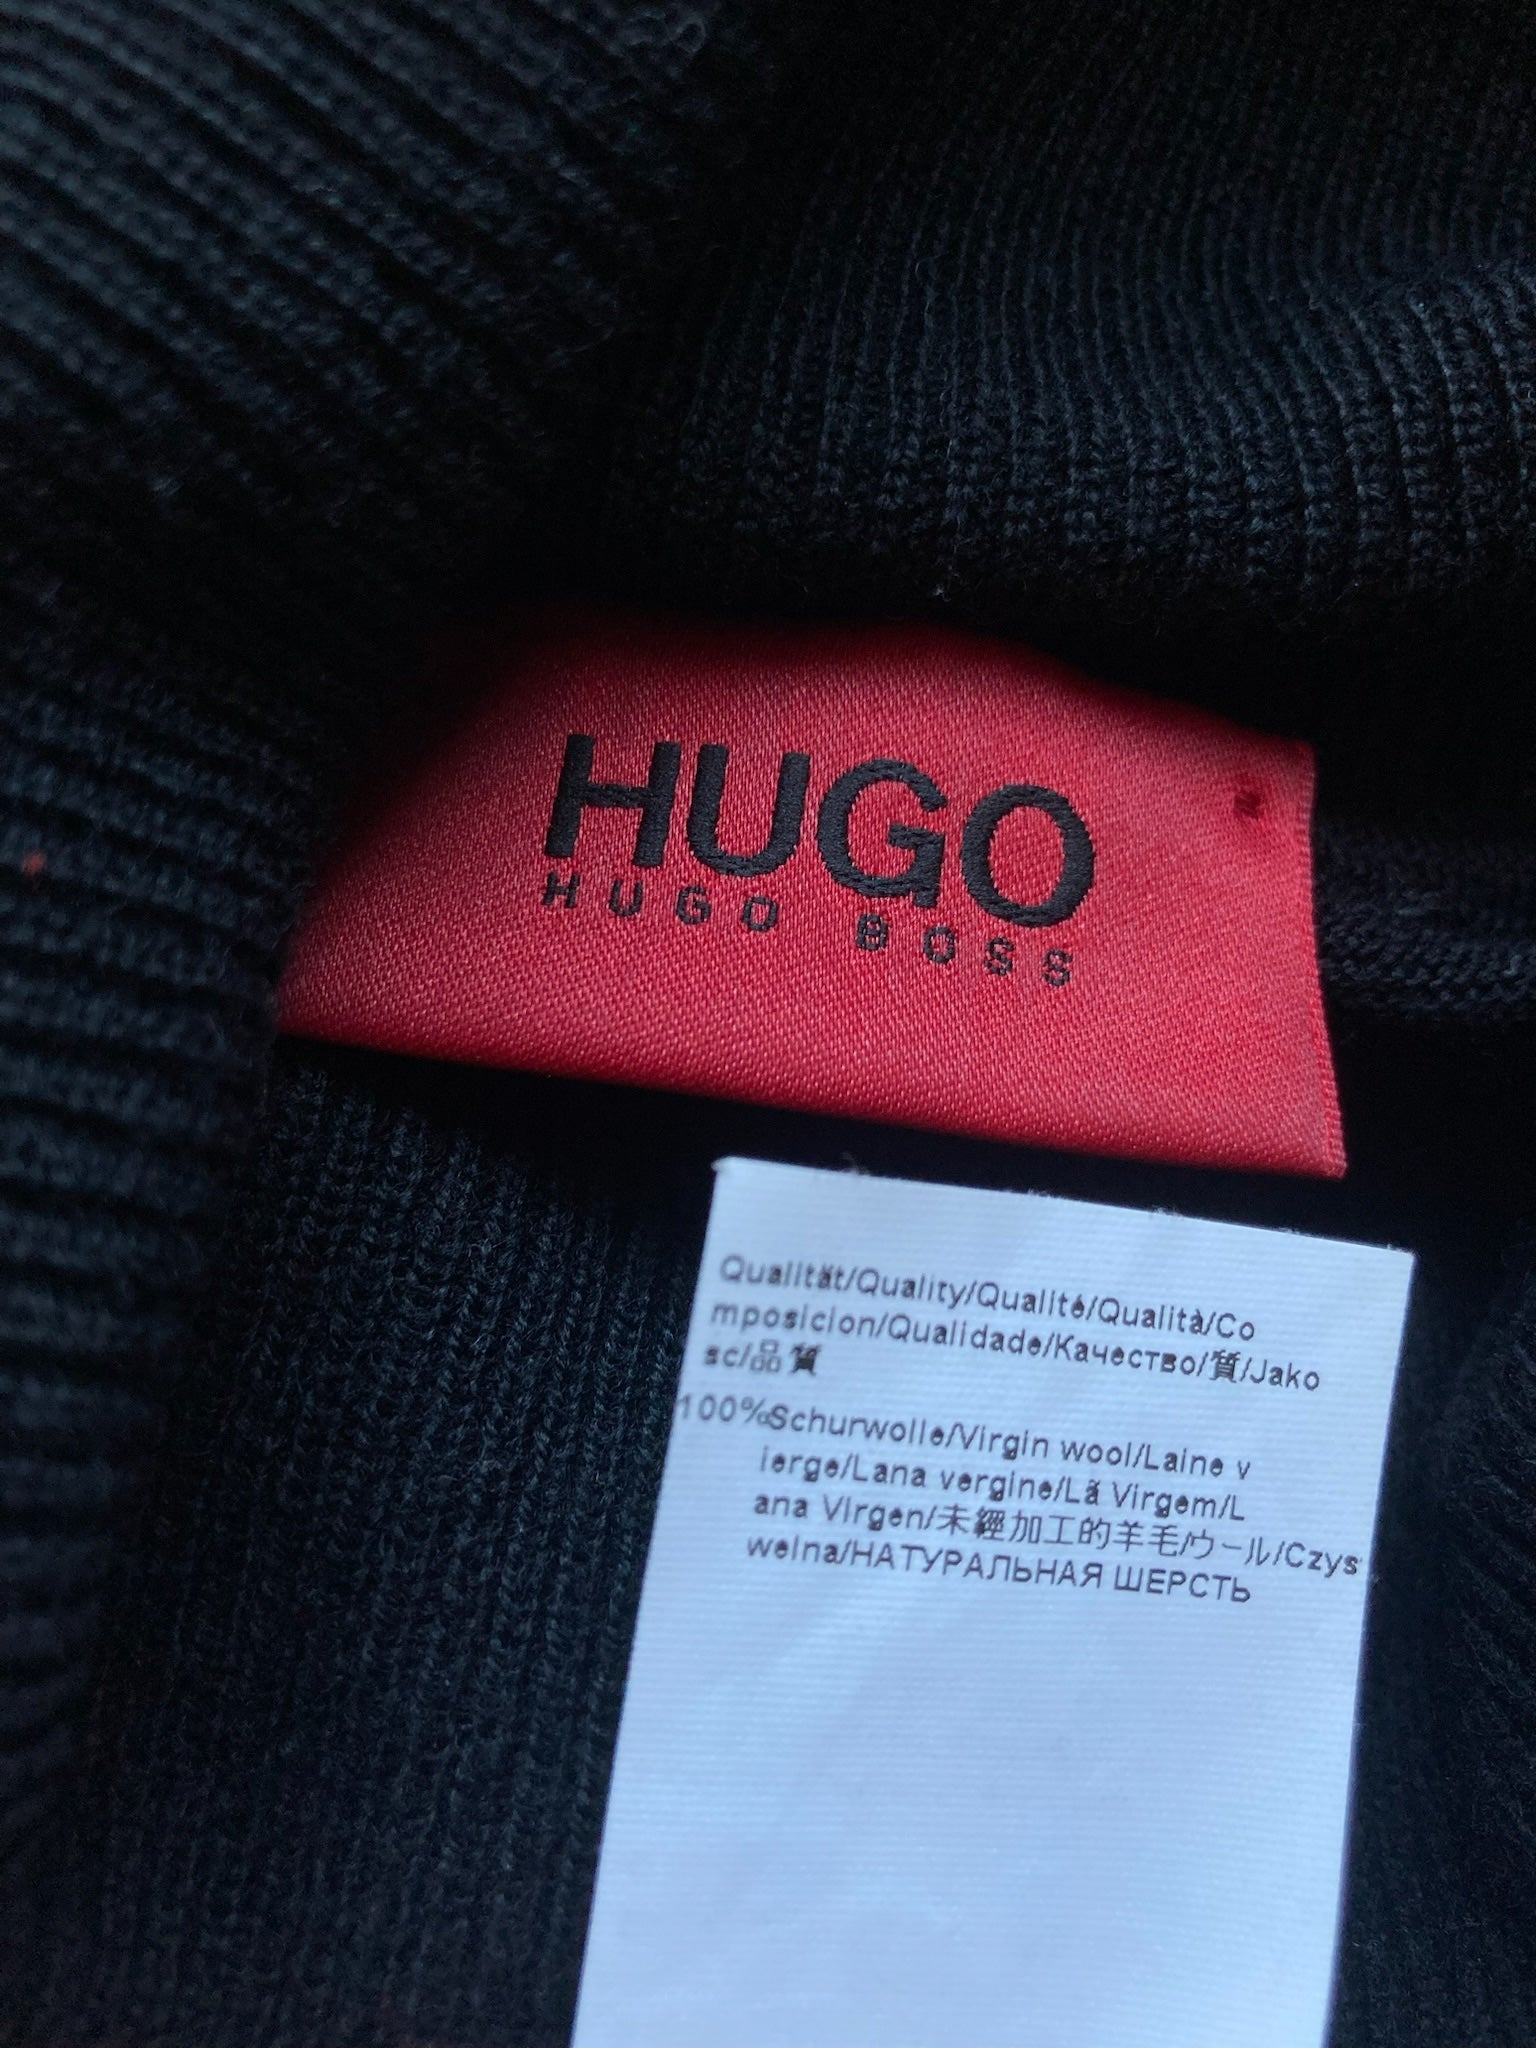 HUGO
HUGO BOSS
Qualität/Quality/Qualité/Qualità/Co
mposicion/Qualidade/Качество/質/Jako
sc/品質
100%Schurwolle/Virgin wool/Laine v
ierge/Lana vergine/Lã Virgem/L
ana Virgen/未經加工的羊毛/ウール/Czys
welna/НАТУРАЛЬНАЯ ШЕРСТЬ